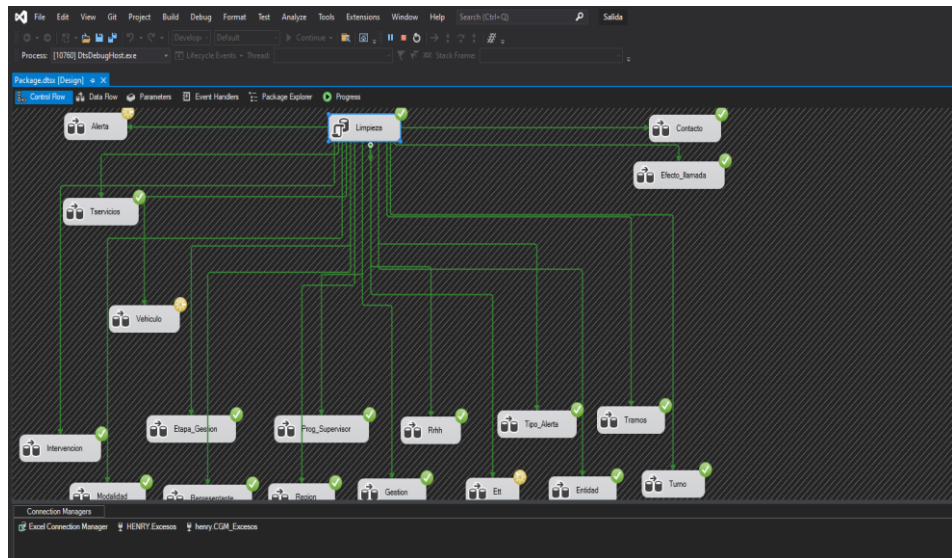 File Edit View Git Project Build Debug Format Test Analyze Tools Extensions Window Help Search (Ctrl+Q) Salida
Develop Default Continue
Process: [10760] DtsDebugHost.exe Lifecycle Events Thread: Stack Frame:
Package.dtsx [Design]
Control Flow Data Flow Parameters Event Handlers Package Explorer Progress
Alerta
Limpieza
Contacto
Efecto_llamada
Tservicios
Vehiculo
Etapa_Gestion
Prog_Supervisor
Rrhh
Tipo_Alerta
Tramos
Intervencion
Modalidad
Representante
Region
Gestion
Ett
Entidad
Turno
Connection Managers
Excel Connection Manager HENRY.Excesos henry.CGM_Excesos